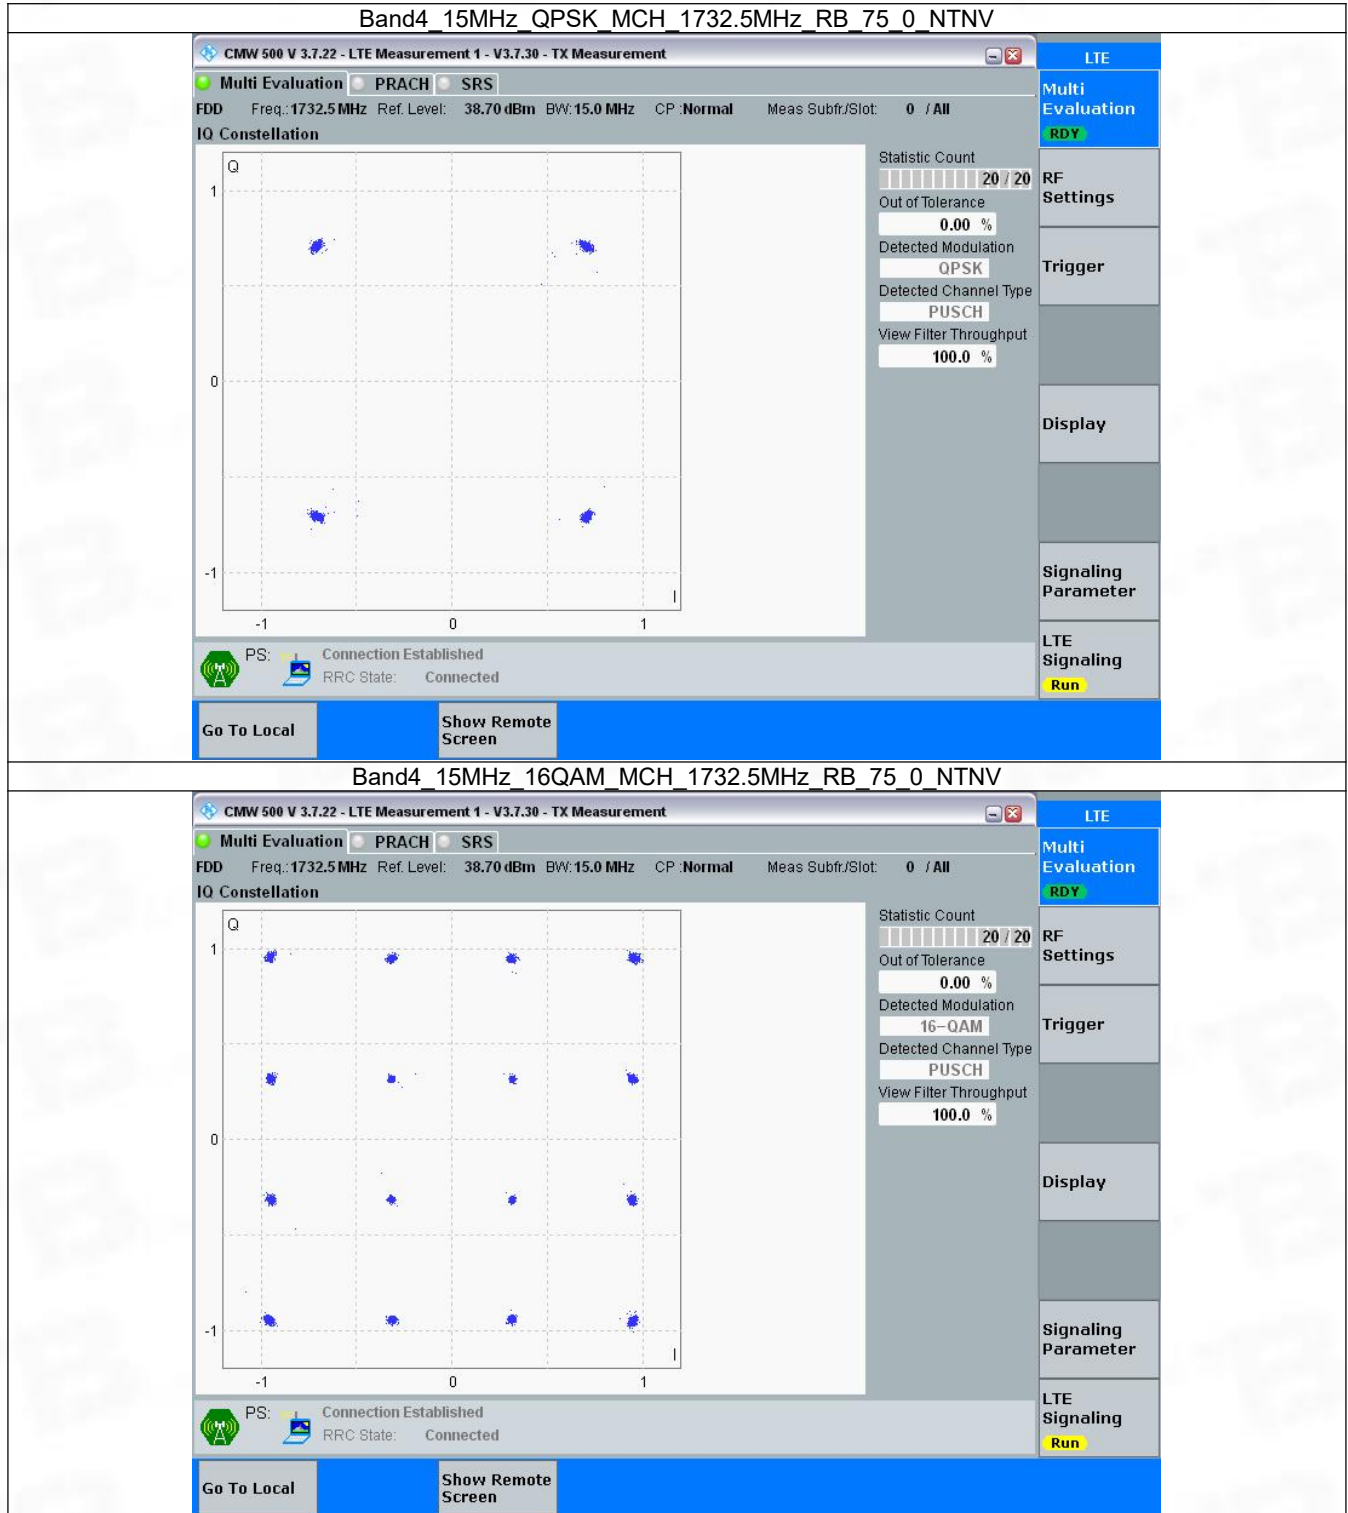 Band4_15MHz_QPSK_MCH_1732.5MHz_RB_75_0_NTNV
CMW 500 V 3.7.22 - LTE Measurement 1 - V3.7.30 - TX Measurement
LTE
Multi Evaluation PRACH SRS
Multi
Evaluation
RDY
FDD Freq.: 1732.5 MHz Ref. Level: 38.70 dBm BW: 15.0 MHz CP : Normal Meas Subfr./Slot: 0 / All
IQ Constellation
Q
1
0
-1
-1 0 1
I
Statistic Count
20 / 20
Out of Tolerance
0.00 %
Detected Modulation
QPSK
Detected Channel Type
PUSCH
View Filter Throughput
100.0 %
RF
Settings
Trigger
Display
Signaling
Parameter
LTE
Signaling
Run
PS: Connection Established
RRC State: Connected
Go To Local
Show Remote
Screen
Band4_15MHz_16QAM_MCH_1732.5MHz_RB_75_0_NTNV
CMW 500 V 3.7.22 - LTE Measurement 1 - V3.7.30 - TX Measurement
LTE
Multi Evaluation PRACH SRS
Multi
Evaluation
RDY
FDD Freq.: 1732.5 MHz Ref. Level: 38.70 dBm BW: 15.0 MHz CP : Normal Meas Subfr./Slot: 0 / All
IQ Constellation
Q
1
0
-1
-1 0 1
I
Statistic Count
20 / 20
Out of Tolerance
0.00 %
Detected Modulation
16-QAM
Detected Channel Type
PUSCH
View Filter Throughput
100.0 %
RF
Settings
Trigger
Display
Signaling
Parameter
LTE
Signaling
Run
PS: Connection Established
RRC State: Connected
Go To Local
Show Remote
Screen